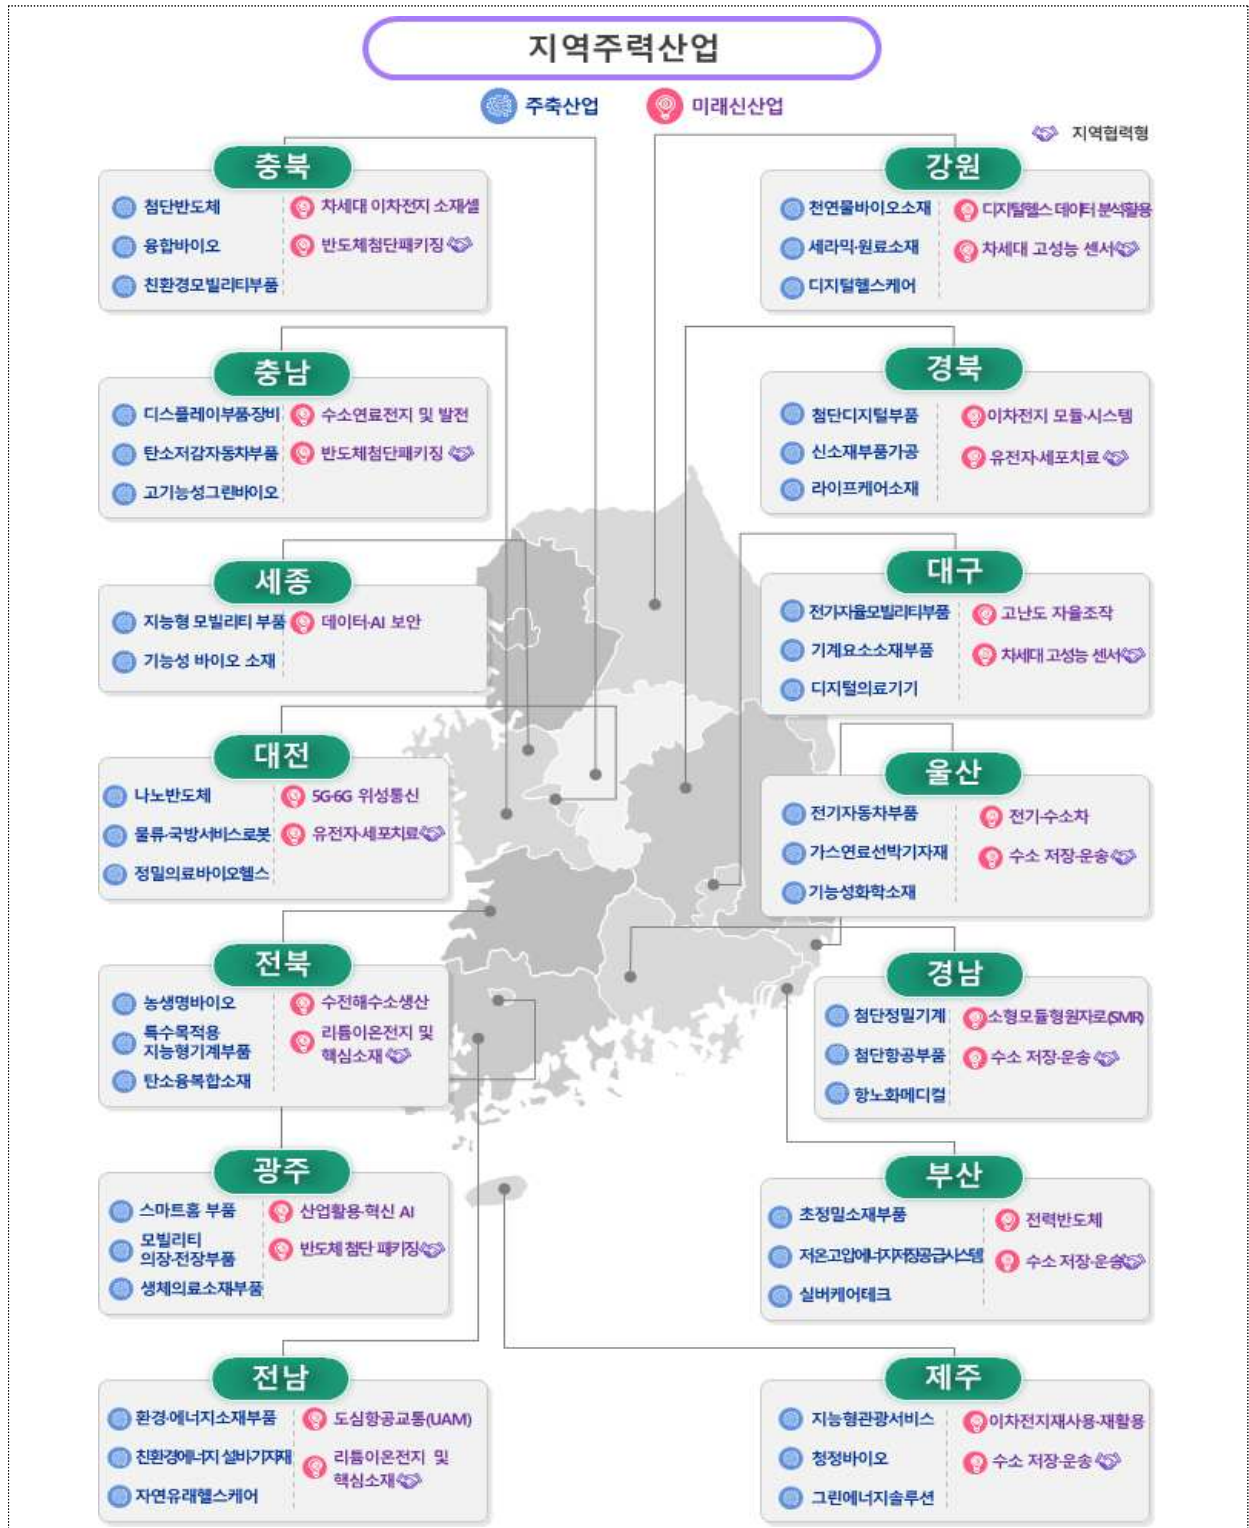 지역주력산업
주축산업
미래신산업
지역협력형
충북
첨단반도체
융합바이오
친환경모빌리티부품
차세대 이차전지 소재·셀
반도체첨단패키징
강원
천연물바이오소재
세라믹·원료소재
디지털헬스케어
디지털헬스 데이터 분석활용
차세대 고성능 센서
충남
디스플레이부품·장비
탄소저감자동차부품
고기능성그린바이오
수소연료전지 및 발전
반도체첨단패키징
경북
첨단디지털부품
신소재부품가공
라이프케어소재
이차전지 모듈·시스템
유전자·세포치료
세종
지능형 모빌리티 부품
기능성 바이오 소재
데이터·AI 보안
대구
전기자율모빌리티부품
기계요소소재부품
디지털의료기기
고난도 자율조작
차세대 고성능 센서
대전
나노반도체
물류·국방서비스로봇
정밀의료바이오헬스
5G·6G 위성통신
유전자·세포치료
울산
전기자동차부품
가스연료선박기자재
기능성화학소재
전기·수소차
수소 저장·운송
전북
농생명바이오
특수목적용
지능형기계부품
탄소융복합소재
수전해수소생산
리튬이온전지 및
핵심소재
경남
첨단정밀기계
첨단항공부품
항노화메디컬
소형모듈형원자로(SMR)
수소 저장·운송
광주
스마트홈 부품
모빌리티
의장·전장부품
생체의료소재부품
산업활용·혁신 AI
반도체 첨단 패키징
부산
초정밀소재부품
저온고압에너지저장공급시스템
실버케어테크
전력반도체
수소 저장·운송
전남
환경·에너지소재부품
친환경에너지 설비·기자재
자연유래헬스케어
도심항공교통(UAM)
리튬이온전지 및
핵심소재
제주
지능형관광서비스
청정바이오
그린에너지솔루션
이차전지재사용·재활용
수소 저장·운송